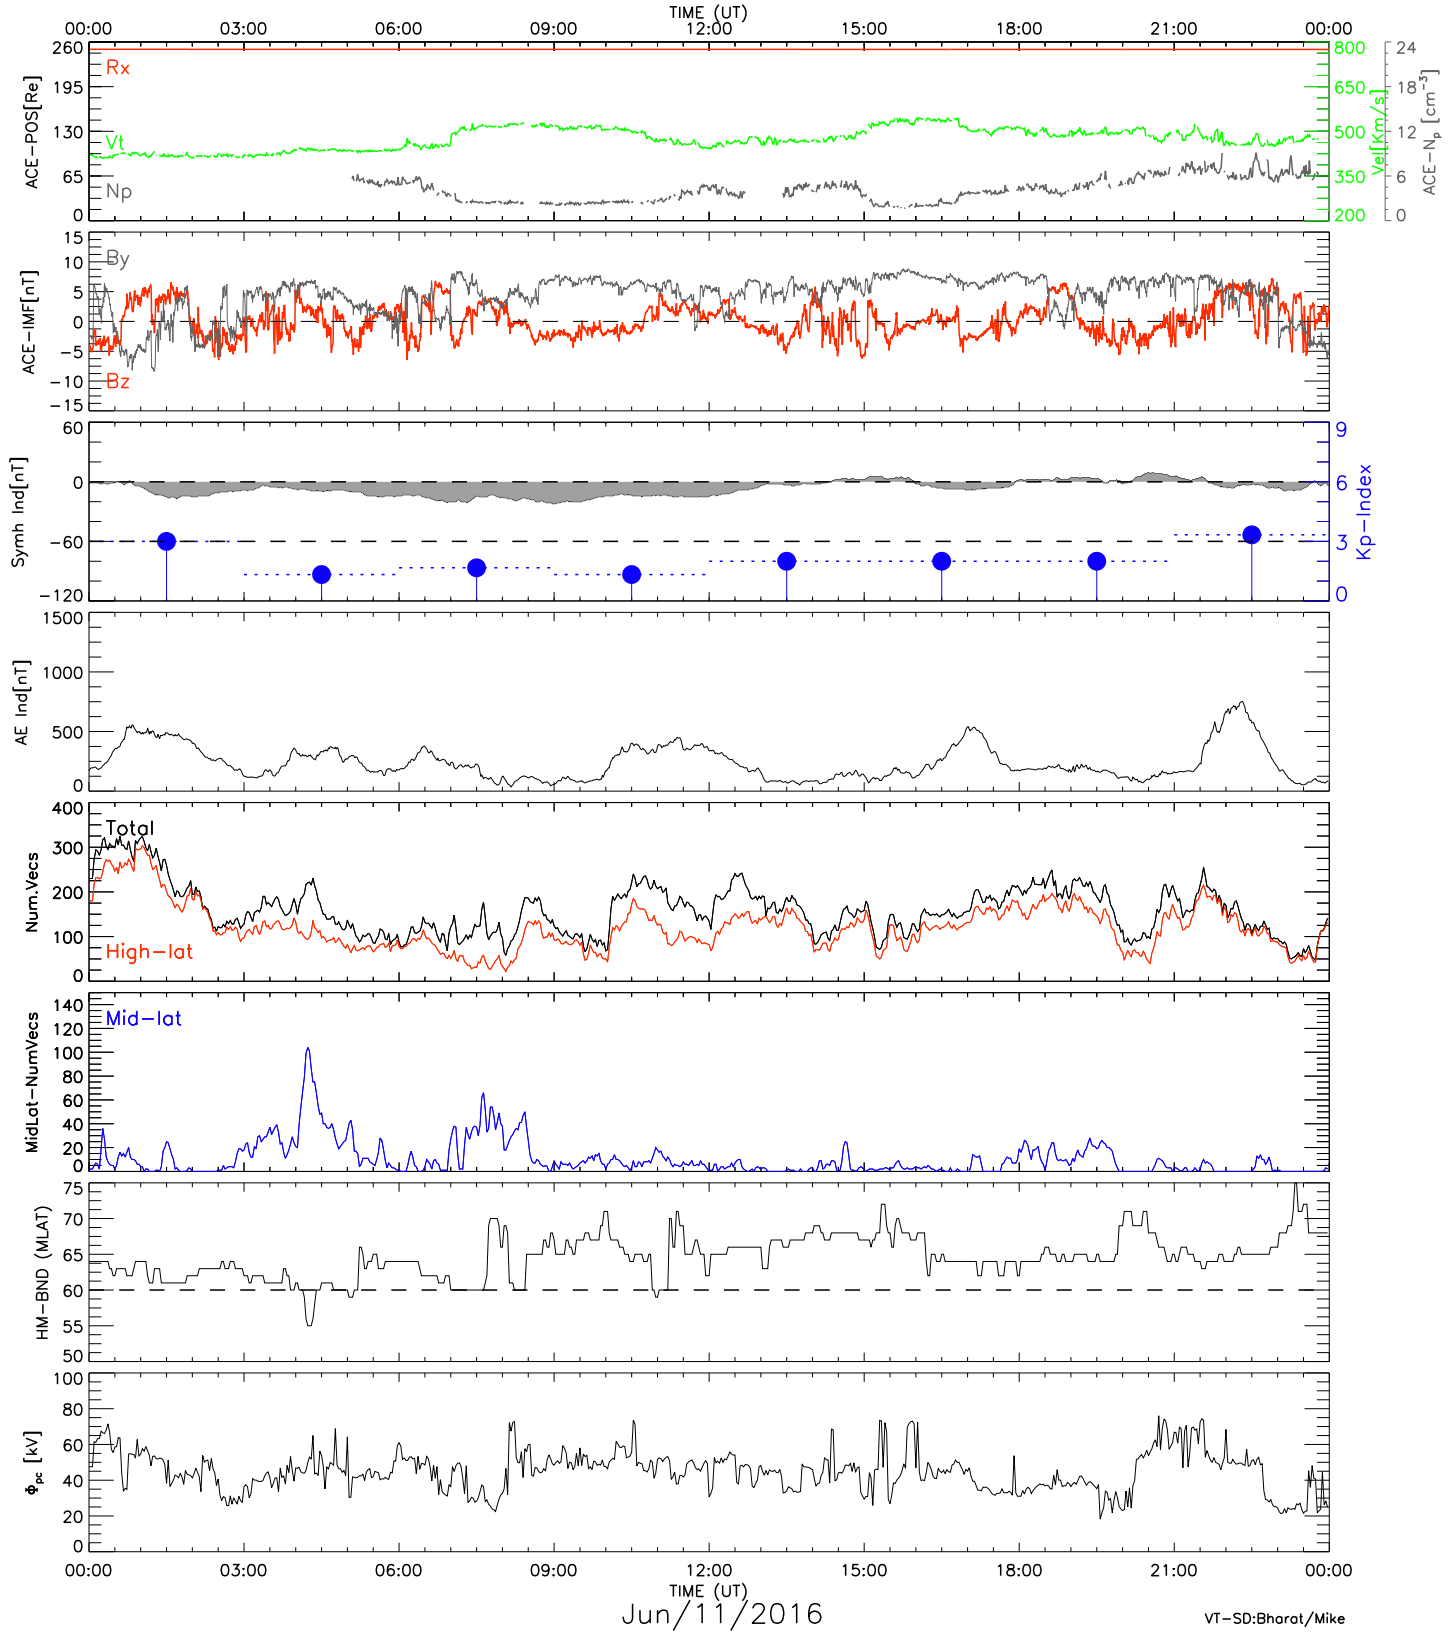 TIME (UT)
00:00 03:00 06:00 09:00 12:00 15:00 18:00 21:00 00:00
ACE-POS[Re]
260
195
130
65
0
Rx
Vt
Np
800
650
500
350
200
Vel[Km/s]
24
18
12
6
0
ACE-Np [cm-3]
ACE-IMF[nT]
15
10
5
0
-5
-10
-15
By
Bz
Symh Ind[nT]
60
0
-60
-120
9
6
3
0
Kp-Index
AE Ind[nT]
1500
1000
500
0
Num.Vecs
400
300
200
100
0
Total
High-lat
MidLat-NumVecs
140
120
100
80
60
40
20
0
Mid-lat
HM-BND (MLAT)
75
70
65
60
55
50
Φpc [kV]
100
80
60
40
20
0
00:00 03:00 06:00 09:00 12:00 15:00 18:00 21:00 00:00
TIME (UT)
Jun/11/2016
VT-SD:Bharat/Mike